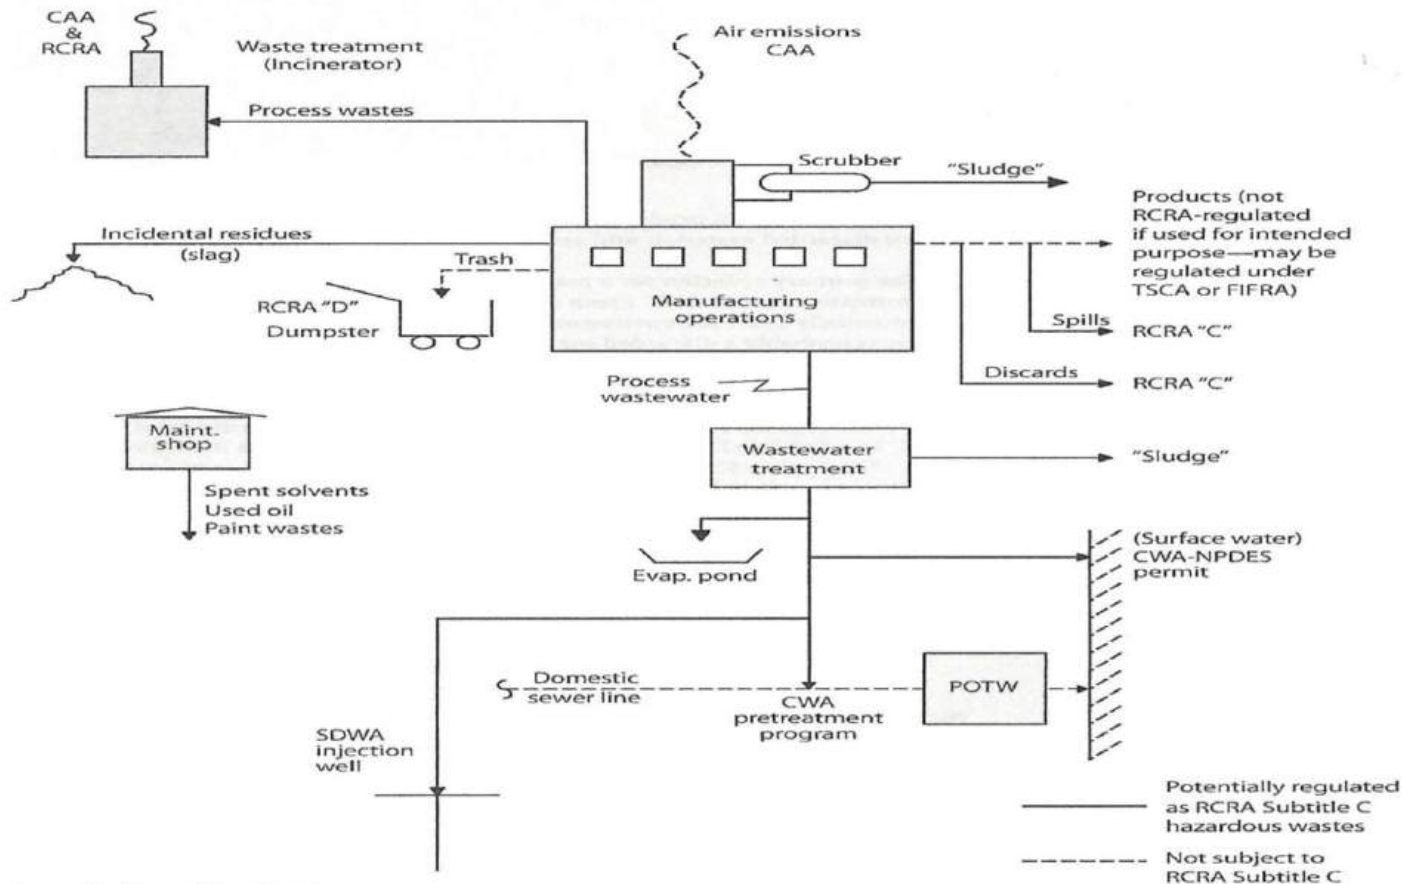 CAA
&
RCRA
Waste treatment
(Incinerator)
Process wastes
Air emissions
CAA
Scrubber
"Sludge"
Products (not
RCRA-regulated
if used for intended
purpose—may be
regulated under
TSCA or FIFRA)
Incidental residues
(slag)
Trash
RCRA "D"
Dumpster
Manufacturing
operations
Spills
RCRA "C"
Discards
RCRA "C"
Process
wastewater
Maint.
shop
Spent solvents
Used oil
Paint wastes
Wastewater
treatment
"Sludge"
Evap. pond
(Surface water)
CWA-NPDES
permit
Domestic
sewer line
CWA
pretreatment
program
POTW
SDWA
injection
well
Potentially regulated
as RCRA Subtitle C
hazardous wastes
Not subject to
RCRA Subtitle C